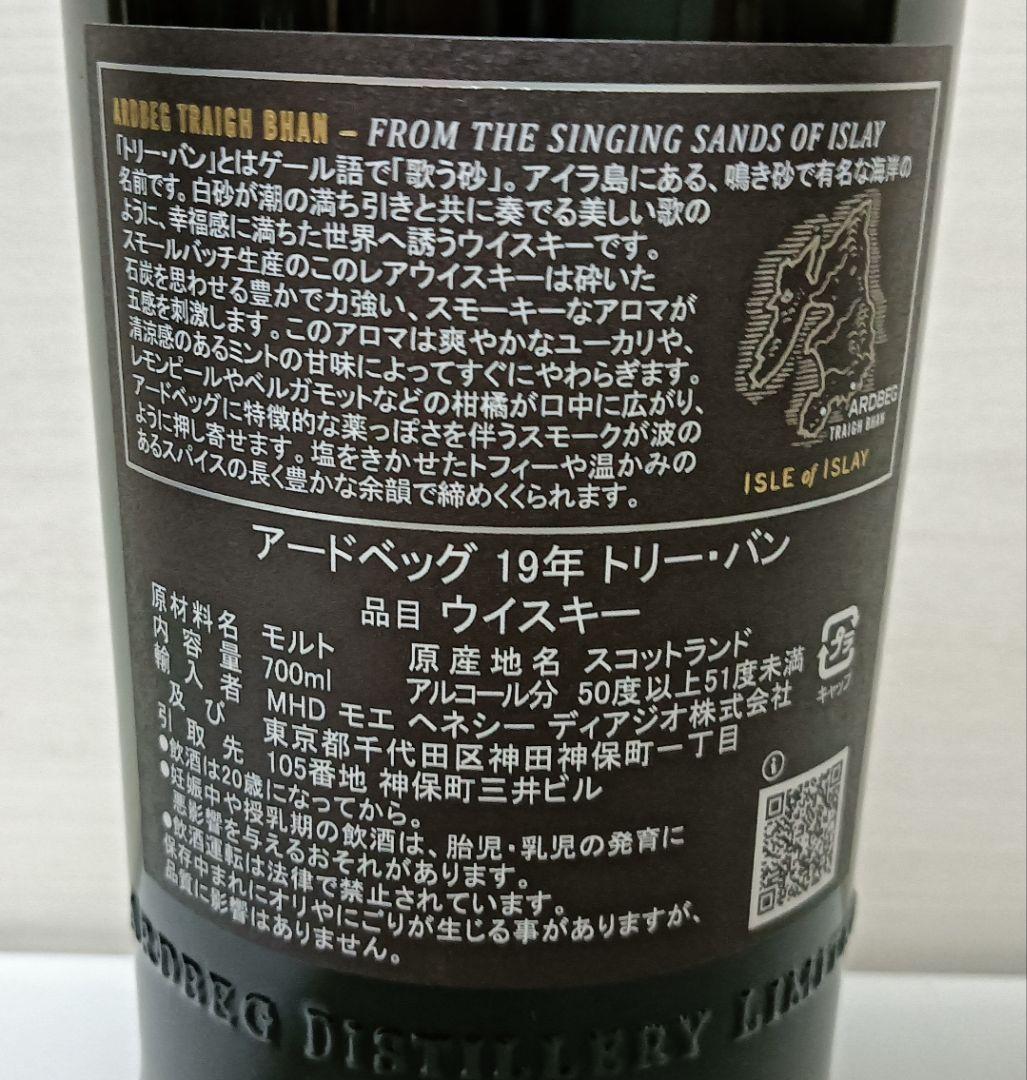 ARDBEG TRAIGH BHAN – FROM THE SINGING SANDS OF ISLAY
「トリー・バン」とはゲール語で「歌う砂」。アイラ島にある、鳴き砂で有名な海岸の
名前です。白砂が潮の満ち引きと共に奏でる美しい歌の
ように、幸福感に満ちた世界へ誘うウイスキーです。
スモールバッチ生産のこのレアウイスキーは砕いた
石炭を思わせる豊かで力強い、スモーキーなアロマが
五感を刺激します。このアロマは爽やかなユーカリや、
清涼感のあるミントの甘味によってすぐにやわらぎます。
レモンピールやベルガモットなどの柑橘が口中に広がり、
アードベッグに特徴的な薬っぽさを伴うスモークが波の
ように押し寄せます。塩をきかせたトフィーや温かみの
あるスパイスの長く豊かな余韻で締めくくられます。
ARDBEG
TRAIGH BHAN
ISLE of ISLAY
アードベッグ 19年 トリー・バン
品目 ウイスキー
原材料名 モルト 原産地名 スコットランド
内容量 700ml アルコール分 50度以上51度未満
輸入者 MHD モエ ヘネシー ディアジオ株式会社
及び 東京都千代田区神田神保町一丁目
引取先 105番地 神保町三井ビル
プラ
キャップ
●飲酒は20歳になってから。
●妊娠中や授乳期の飲酒は、胎児・乳児の発育に
悪影響を与えるおそれがあります。
●飲酒運転は法律で禁止されています。
保存中まれにオリやにごりが生じる事がありますが、
品質に影響はありません。
i
ARDBEG DISTILLERY LIMITED